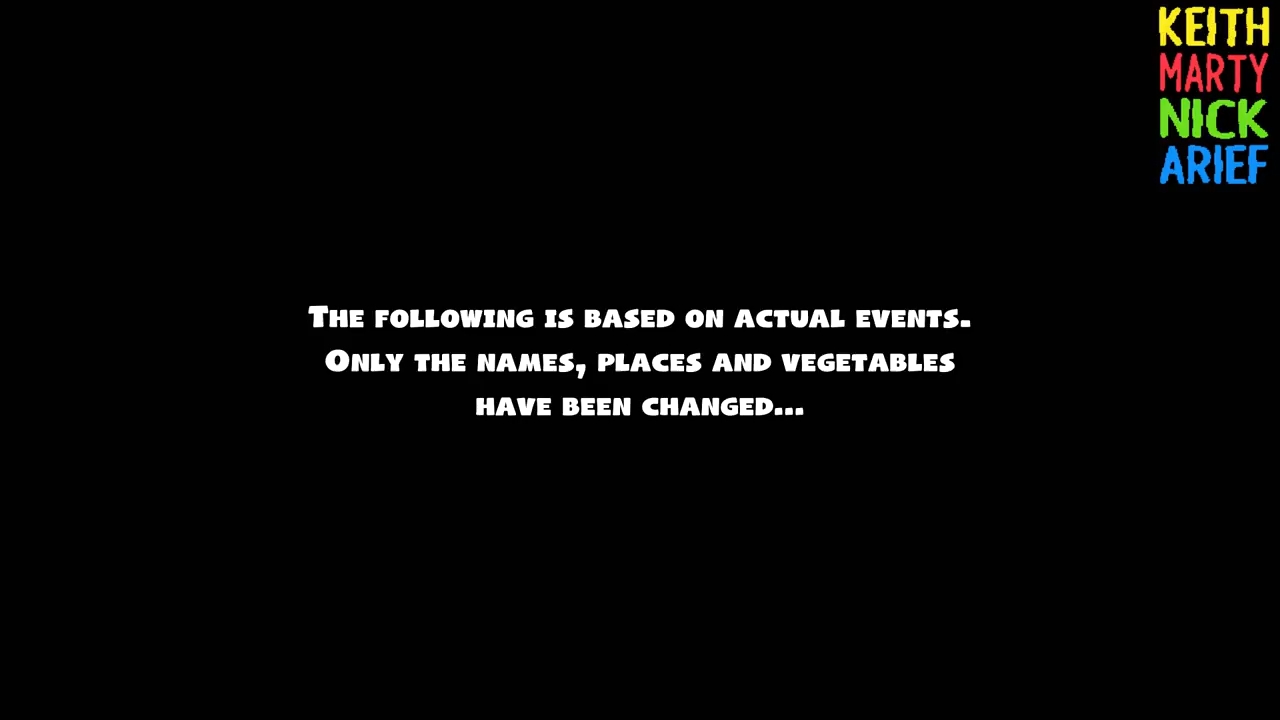 KEITH
MARTY
NICK
ARIEF
The following is based on actual events.
Only the names, places and vegetables
have been changed...